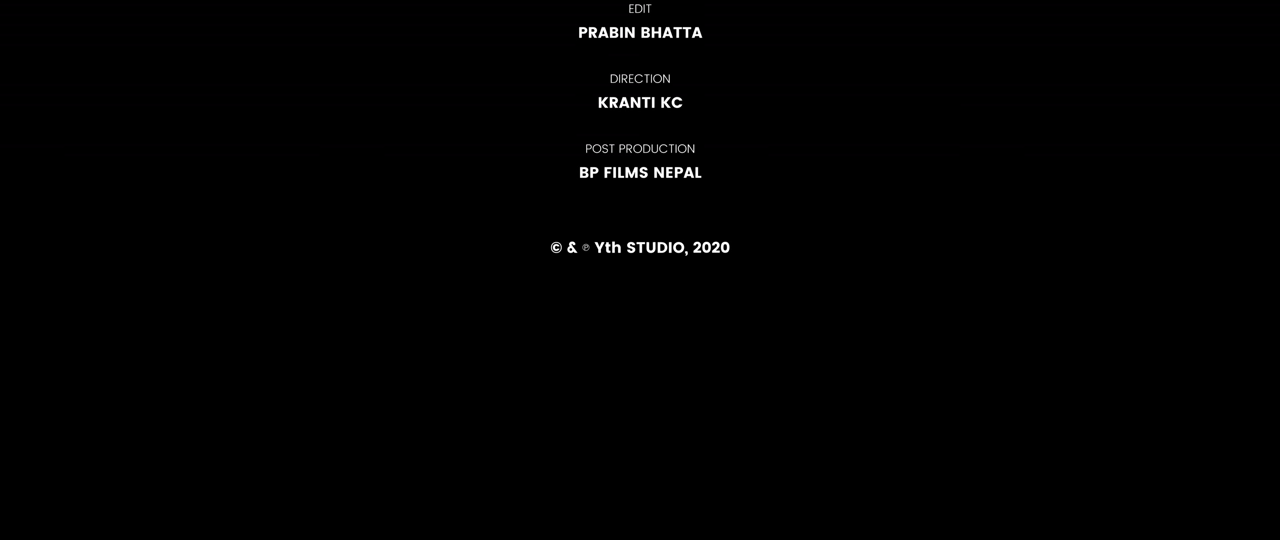 EDIT
PRABIN BHATTA
DIRECTION
KRANTI KC
POST PRODUCTION
BP FILMS NEPAL
© & ℗ Yth STUDIO, 2020